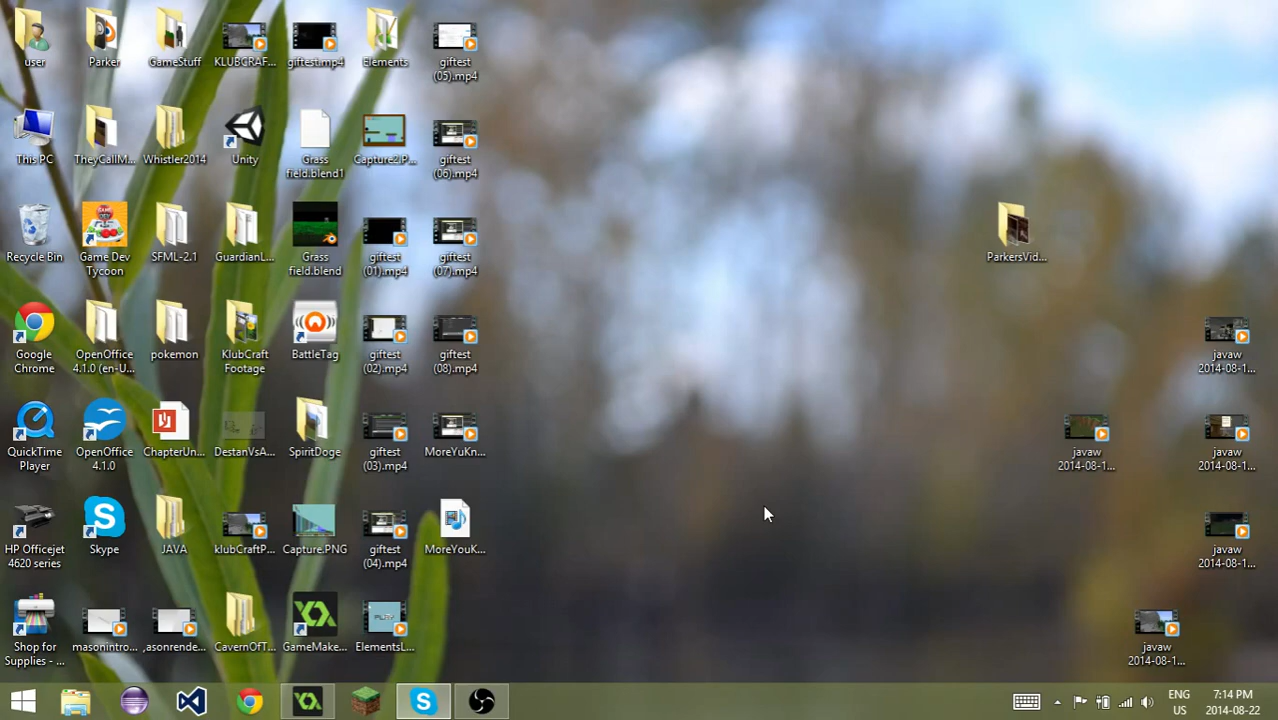 user
Parker
GameStuff
KLUBCRAF...
giftest.mp4
Elements
giftest
(05).mp4
This PC
TheyCallM...
Whistler2014
Unity
Grass
field.blend1
Capture2.P...
giftest
(06).mp4
Recycle Bin
Game Dev
Tycoon
SFML-2.1
GuardianL...
Grass
field.blend
giftest
(01).mp4
giftest
(07).mp4
ParkersVid...
Google
Chrome
OpenOffice
4.1.0 (en-U...
pokemon
KlubCraft
Footage
BattleTag
giftest
(02).mp4
giftest
(08).mp4
javaw
2014-08-1...
QuickTime
Player
OpenOffice
4.1.0
ChapterUn...
DestanVsA...
SpiritDoge
giftest
(03).mp4
MoreYuKn...
javaw
2014-08-1...
javaw
2014-08-1...
HP Officejet
4620 series
Skype
JAVA
klubCraftP...
Capture.PNG
giftest
(04).mp4
MoreYouK...
javaw
2014-08-1...
Shop for
Supplies - ...
masonintro...
,asonrende...
CavernOfT...
GameMake...
ElementsL...
javaw
2014-08-1...
ENG
US
7:14 PM
2014-08-22